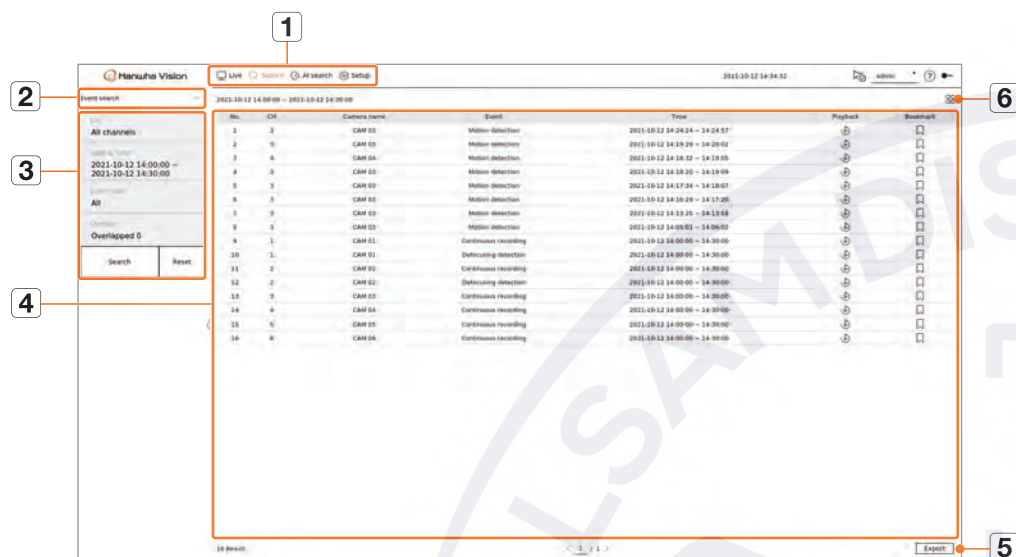 1
Hanwha Vision
Live Search AI search Setup
2021-10-12 14:34:32
admin
?
2
Event search ...
2021-10-12 14:00:00 ~ 2021-10-12 14:30:00
6
3
CH
All channels
Date & Time
2021-10-12 14:00:00 ~
2021-10-12 14:30:00
Event type
All
Overlapped 0
Search Reset
4
No. CH Camera name Event Time Playback Bookmark
1 3 CAM 03 Motion detection 2021-10-12 14:24:24 ~ 14:24:57
2 3 CAM 03 Motion detection 2021-10-12 14:19:29 ~ 14:20:02
3 4 CAM 04 Motion detection 2021-10-12 14:18:32 ~ 14:19:05
4 3 CAM 03 Motion detection 2021-10-12 14:18:20 ~ 14:19:09
5 3 CAM 03 Motion detection 2021-10-12 14:17:34 ~ 14:18:07
6 3 CAM 03 Motion detection 2021-10-12 14:16:29 ~ 14:17:20
7 3 CAM 03 Motion detection 2021-10-12 14:13:25 ~ 14:13:58
8 3 CAM 03 Motion detection 2021-10-12 14:05:01 ~ 14:06:02
9 1 CAM 01 Continuous recording 2021-10-12 14:00:00 ~ 14:30:00
10 1 CAM 01 Defocusing detection 2021-10-12 14:00:00 ~ 14:30:00
11 2 CAM 02 Continuous recording 2021-10-12 14:00:00 ~ 14:30:00
12 2 CAM 02 Defocusing detection 2021-10-12 14:00:00 ~ 14:30:00
13 3 CAM 03 Continuous recording 2021-10-12 14:00:00 ~ 14:30:00
14 4 CAM 04 Continuous recording 2021-10-12 14:00:00 ~ 14:30:00
15 5 CAM 05 Continuous recording 2021-10-12 14:00:00 ~ 14:30:00
16 6 CAM 06 Continuous recording 2021-10-12 14:00:00 ~ 14:30:00
16 Result
< 1 / 1 >
Export
5